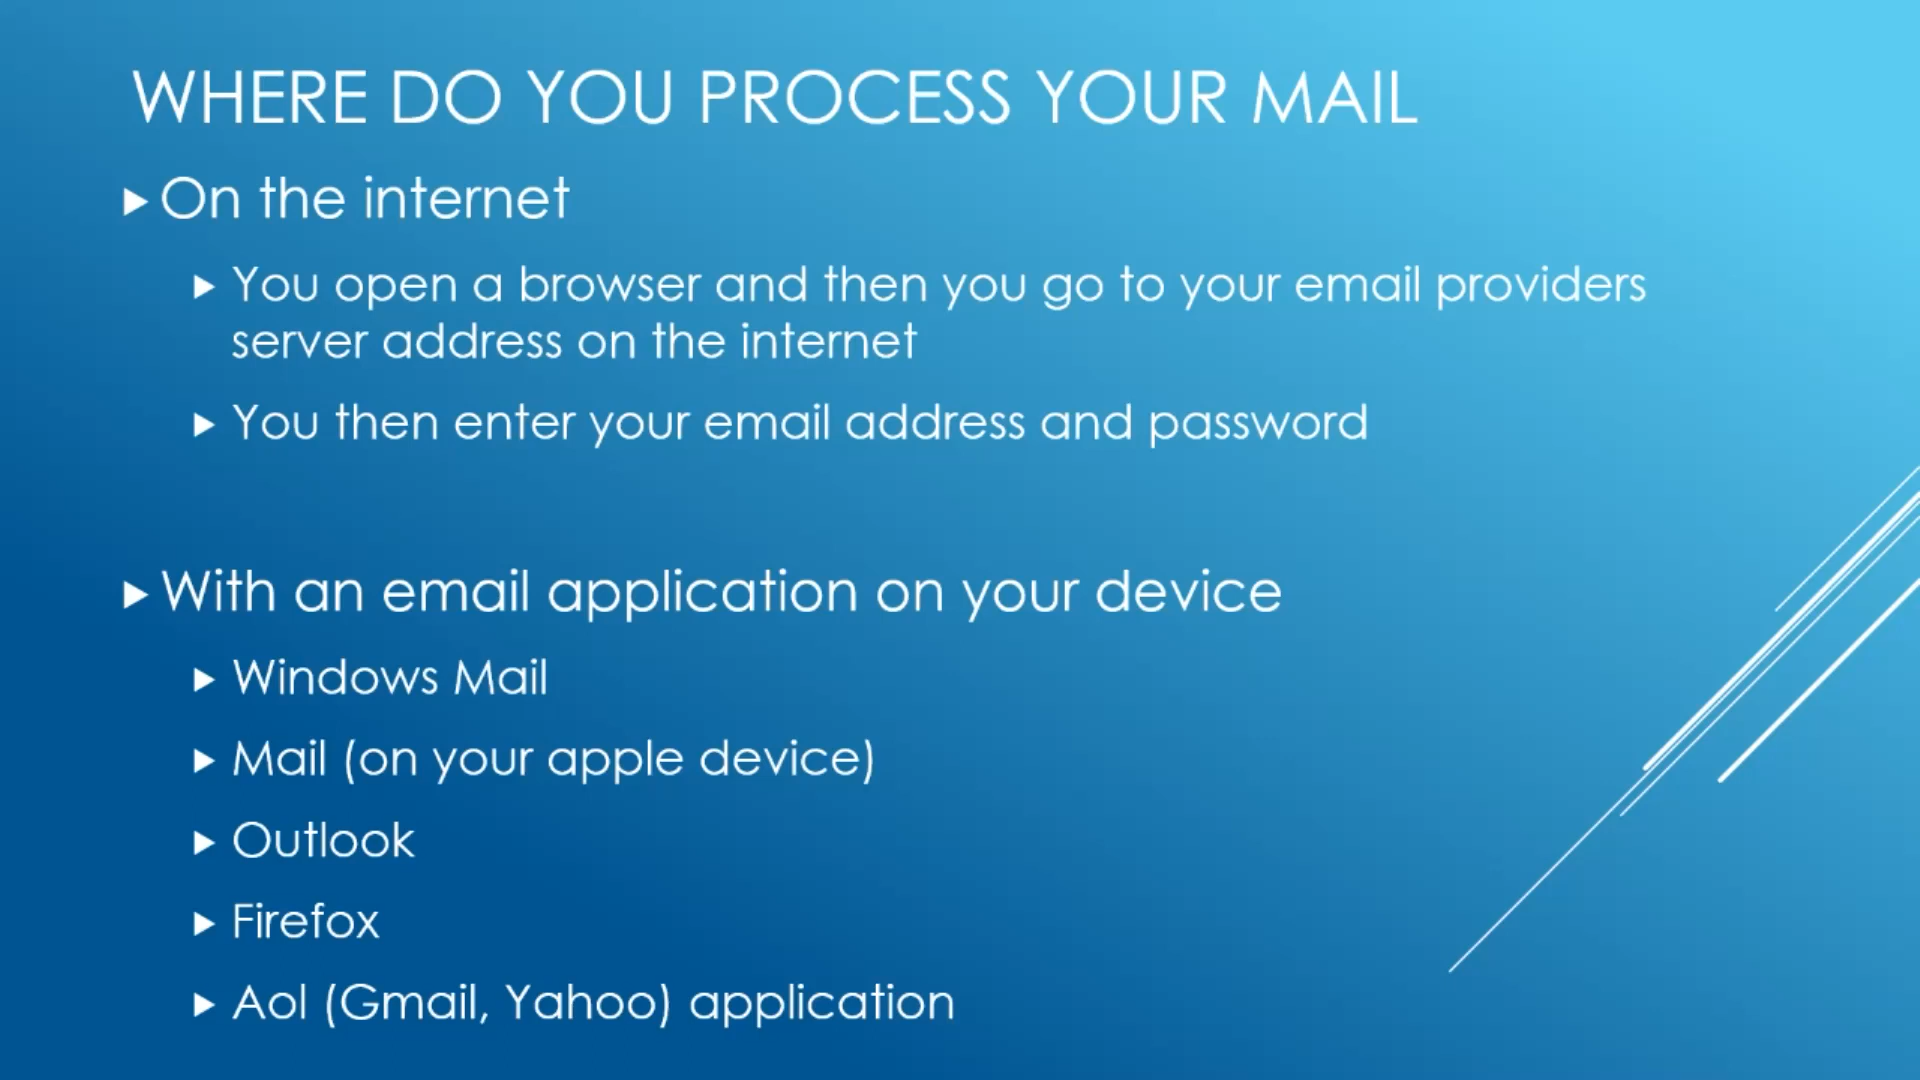 WHERE DO YOU PROCESS YOUR MAIL
On the internet
You open a browser and then you go to your email providers
server address on the internet
You then enter your email address and password
With an email application on your device
Windows Mail
Mail (on your apple device)
Outlook
Firefox
Aol (Gmail, Yahoo) application